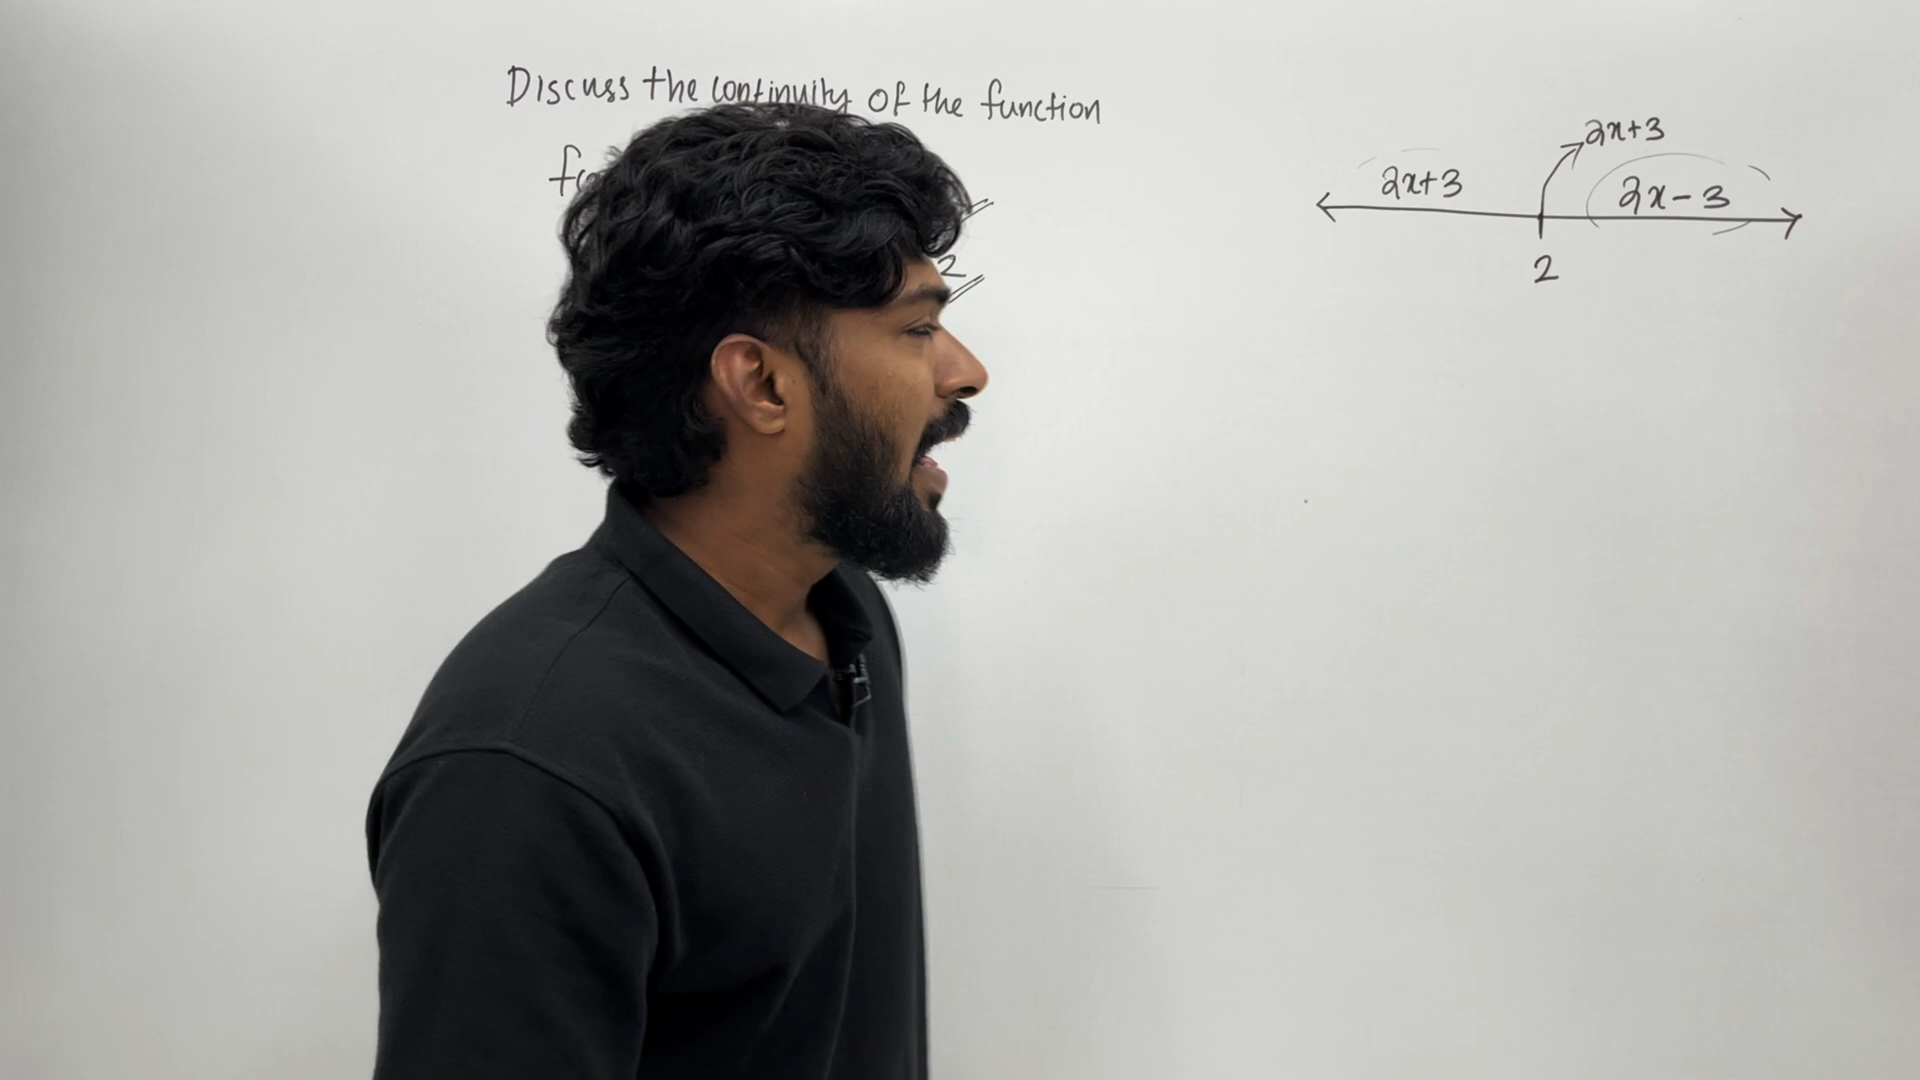 Discuss the continuity of the function
2
2x+3
2x+3
2x-3
2